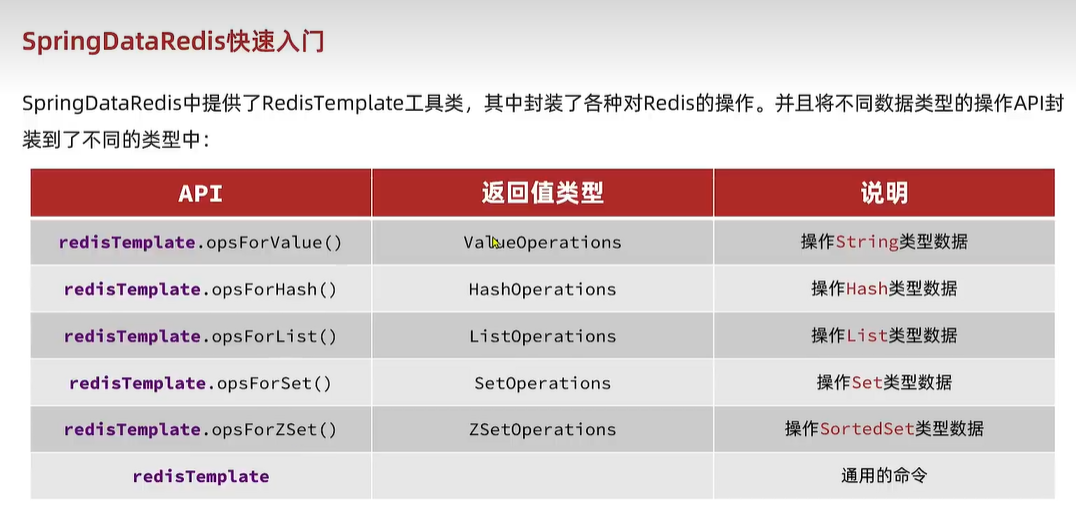 SpringDataRedis快速入门
SpringDataRedis中提供了RedisTemplate工具类，其中封装了各种对Redis的操作。并且将不同数据类型的操作API封
装到了不同的类型中：
API 返回值类型 说明
redisTemplate.opsForValue() ValueOperations 操作String类型数据
redisTemplate.opsForHash() HashOperations 操作Hash类型数据
redisTemplate.opsForList() ListOperations 操作List类型数据
redisTemplate.opsForSet() SetOperations 操作Set类型数据
redisTemplate.opsForZSet() ZSetOperations 操作SortedSet类型数据
redisTemplate 通用的命令